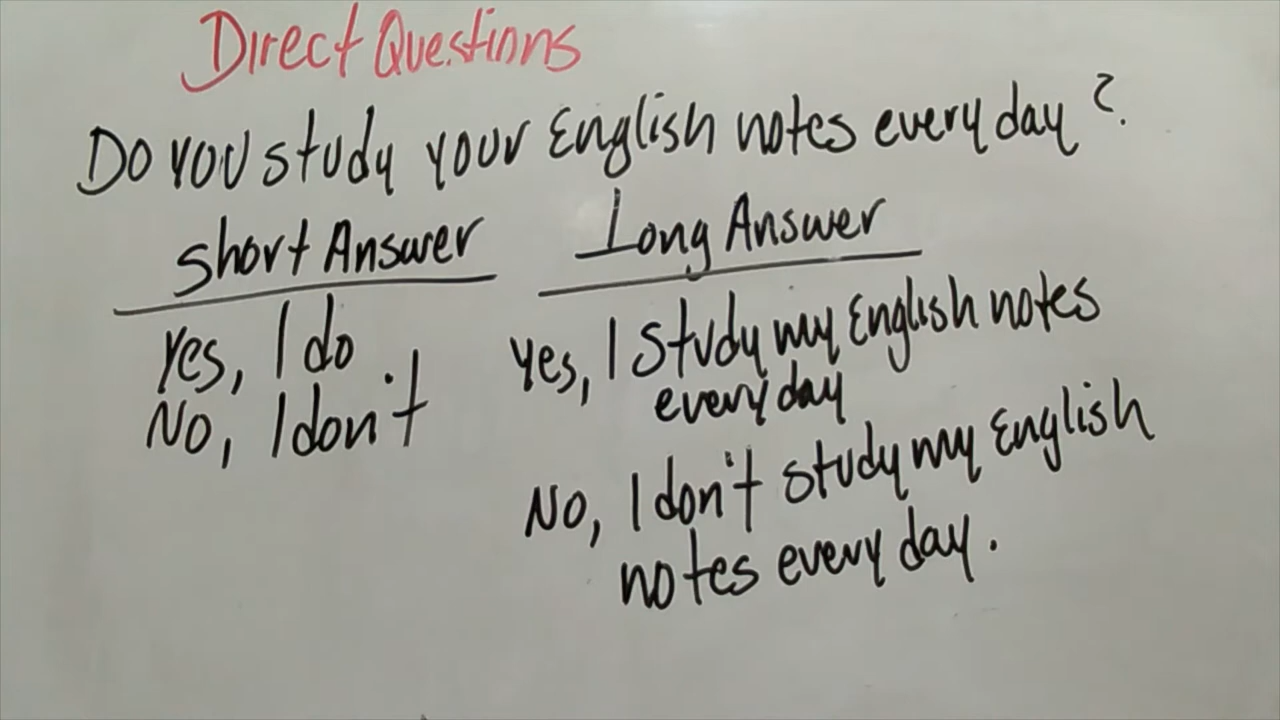 Direct Questions
Do you study your English notes every day?
Short Answer
Long Answer
Yes, I do
No, I don't
Yes, I study my English notes
every day
No, I don't study my English
notes every day.